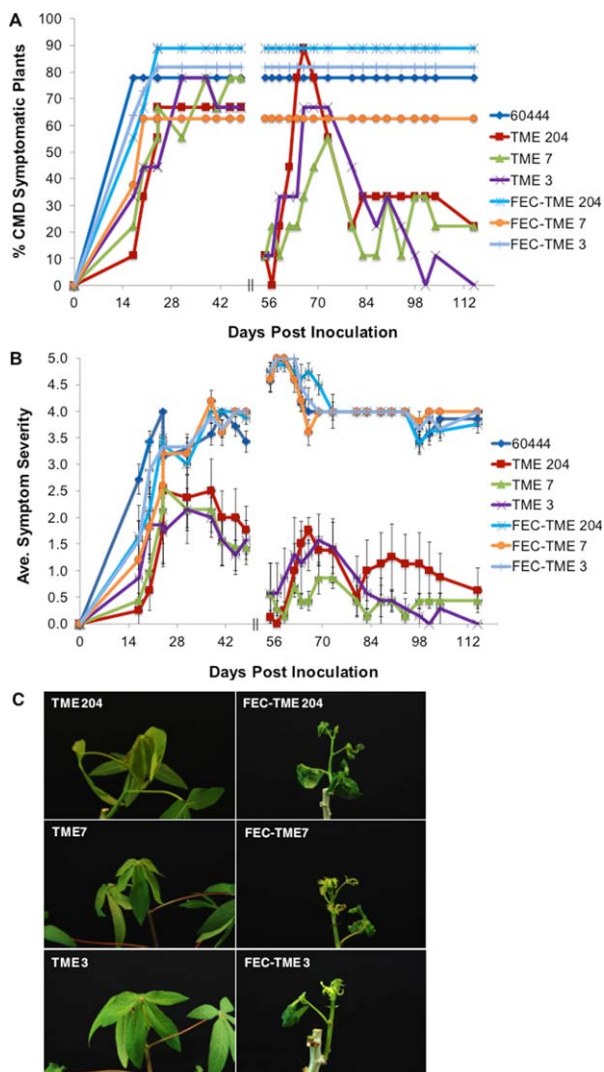 A
100
90
80
70
60
50
40
30
20
10
0
% CMD Symptomatic Plants
0 14 28 42 56 70 84 98 112
Days Post Inoculation
60444
TME 204
TME 7
TME 3
FEC-TME 204
FEC-TME 7
FEC-TME 3
B
5.0
4.5
4.0
3.5
3.0
2.5
2.0
1.5
1.0
0.5
0.0
Ave. Symptom Severity
0 14 28 42 56 69 84 98 112
Days Post Inoculation
60444
TME 204
TME 7
TME 3
FEC-TME 204
FEC-TME 7
FEC-TME 3
C
TME 204 FEC-TME 204
TME7 FEC-TME7
TME 3 FEC-TME 3